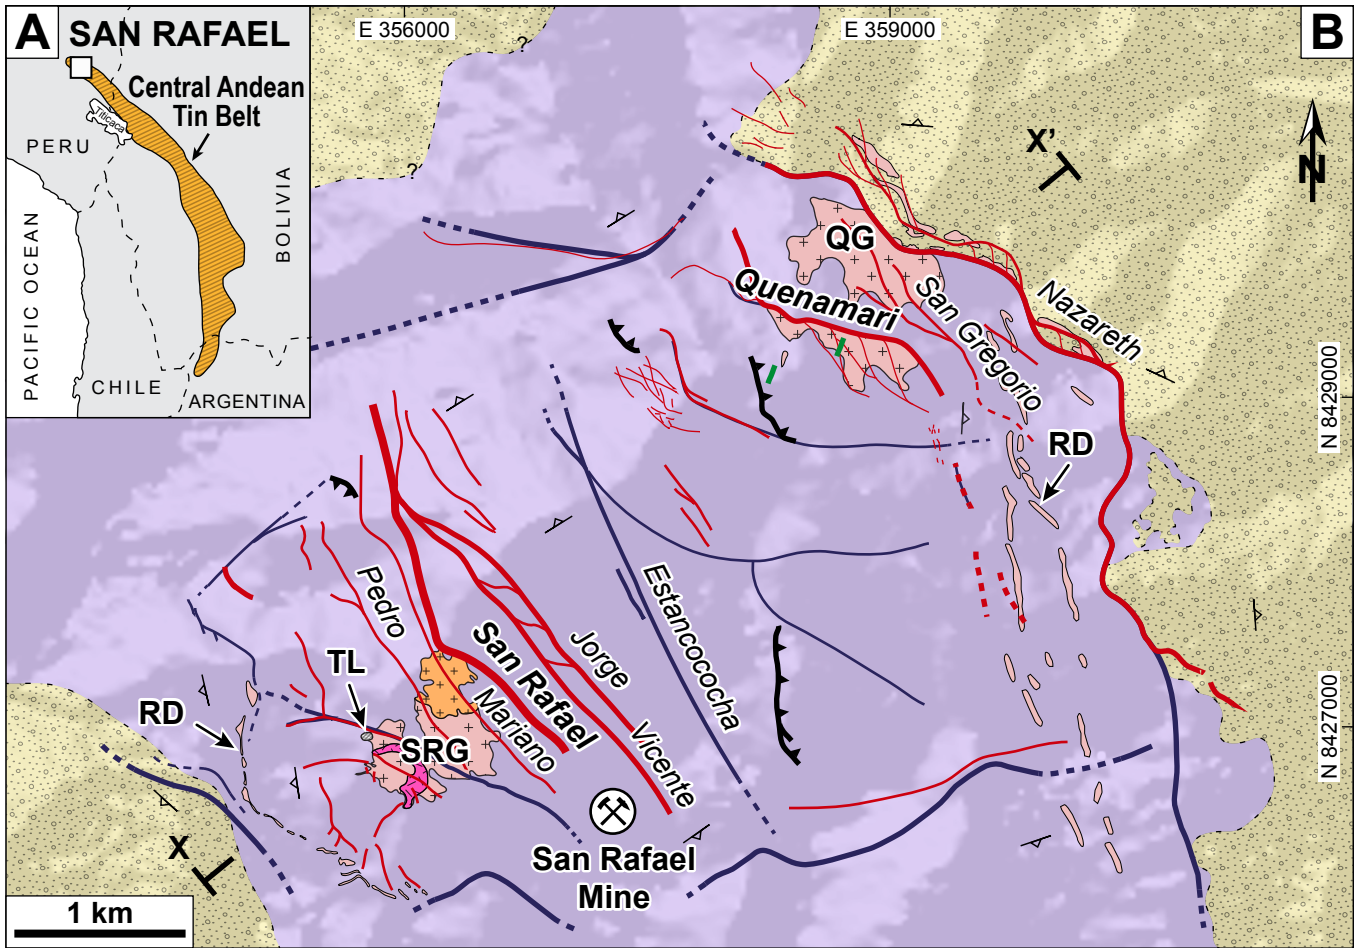 A
SAN RAFAEL
Central Andean
Tin Belt
Titicaca
PERU
BOLIVIA
PACIFIC OCEAN
CHILE
ARGENTINA
E 356000
E 359000
B
?
?
X'
N
QG
Quenamari
San Gregorio
Nazareth
N 8429000
RD
Pedro
San Rafael
Jorge
Estancococha
TL
Mariano
Vicente
N 8427000
RD
SRG
X
San Rafael
Mine
1 km